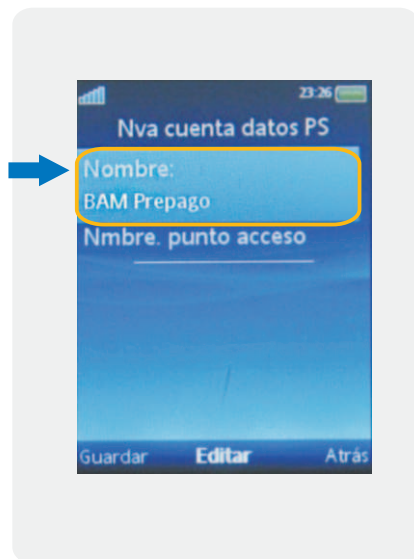 23:26
Nva cuenta datos PS
Nombre:
BAM Prepago
Nmbre. punto acceso
Guardar Editar Atrás